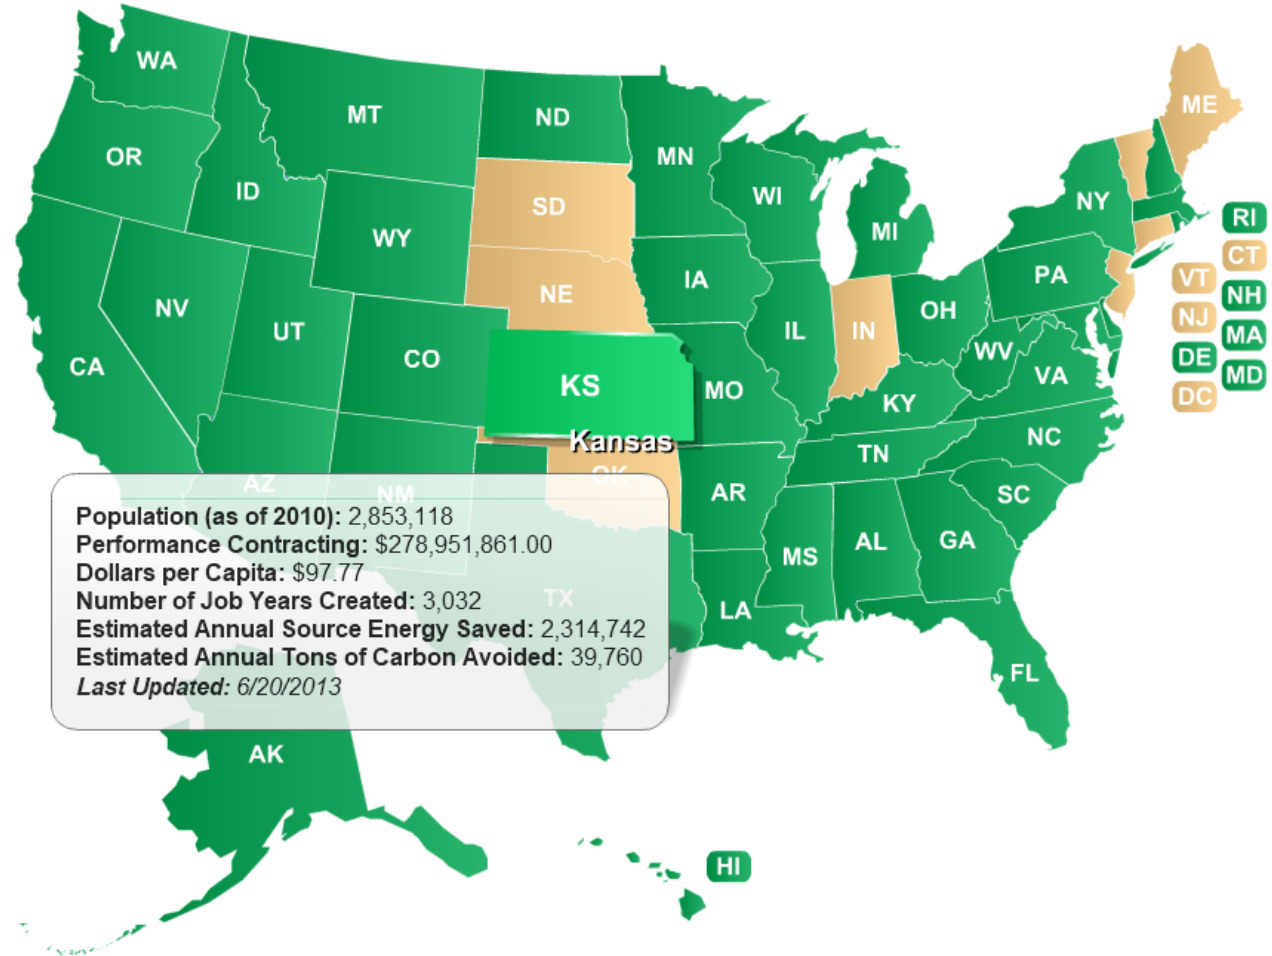 WA
MT
ND
MN
OR
ID
SD
WI
WY
MI
NY
ME
RI
CT
VT
NH
NJ
MA
DE
MD
DC
NE
IA
PA
NV
UT
CO
IL
IN
OH
WV
VA
CA
KS
MO
KY
Kansas
NC
TN
AZ
NM
OK
AR
SC
MS
AL
GA
TX
LA
FL
Population (as of 2010): 2,853,118
Performance Contracting: $278,951,861.00
Dollars per Capita: $97.77
Number of Job Years Created: 3,032
Estimated Annual Source Energy Saved: 2,314,742
Estimated Annual Tons of Carbon Avoided: 39,760
Last Updated: 6/20/2013
AK
HI